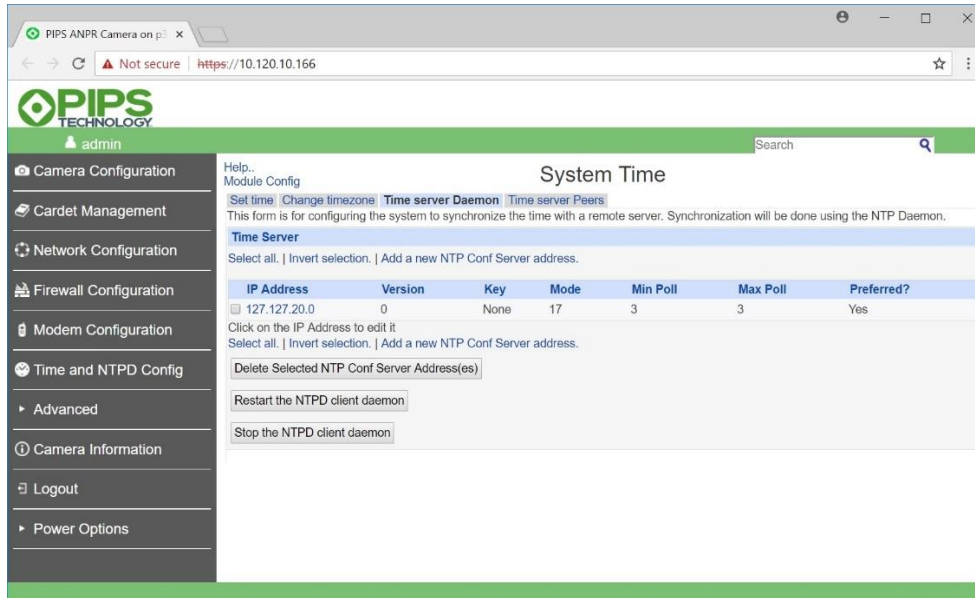 PIPS ANPR Camera on p3
Not secure https://10.120.10.166
PIPS
TECHNOLOGY
admin
Search
Camera Configuration
Cardet Management
Network Configuration
Firewall Configuration
Modem Configuration
Time and NTPD Config
Advanced
Camera Information
Logout
Power Options
Help..
Module Config
System Time
Set time Change timezone Time server Daemon Time server Peers
This form is for configuring the system to synchronize the time with a remote server. Synchronization will be done using the NTP Daemon.
Time Server
Select all. | Invert selection. | Add a new NTP Conf Server address.
IP Address Version Key Mode Min Poll Max Poll Preferred?
127.127.20.0 0 None 17 3 3 Yes
Click on the IP Address to edit it
Select all. | Invert selection. | Add a new NTP Conf Server address.
Delete Selected NTP Conf Server Address(es)
Restart the NTPD client daemon
Stop the NTPD client daemon